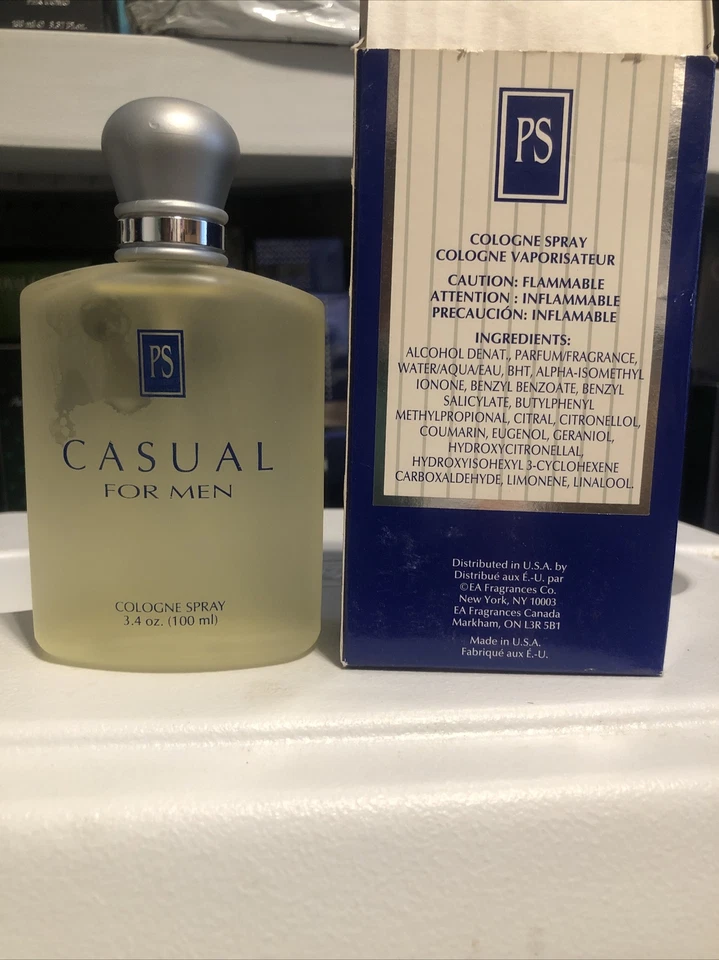 PS
CASUAL
FOR MEN
COLOGNE SPRAY
3.4 oz. (100 ml)
PS
COLOGNE SPRAY
COLOGNE VAPORISATEUR
CAUTION: FLAMMABLE
ATTENTION : INFLAMMABLE
PRECAUCIÓN: INFLAMABLE
INGREDIENTS:
ALCOHOL DENAT., PARFUM/FRAGRANCE,
WATER/AQUA/EAU, BHT, ALPHA-ISOMETHYL
IONONE, BENZYL BENZOATE, BENZYL
SALICYLATE, BUTYLPHENYL
METHYLPROPIONAL, CITRAL, CITRONELLOL,
COUMARIN, EUGENOL, GERANIOL,
HYDROXYCITRONELLAL,
HYDROXYISOHEXYL 3-CYCLOHEXENE
CARBOXALDEHYDE, LIMONENE, LINALOOL.
Distributed in U.S.A. by
Distribué aux É.-U. par
©EA Fragrances Co.
New York, NY 10003
EA Fragrances Canada
Markham, ON L3R 5B1
Made in U.S.A.
Fabriqué aux É.-U.